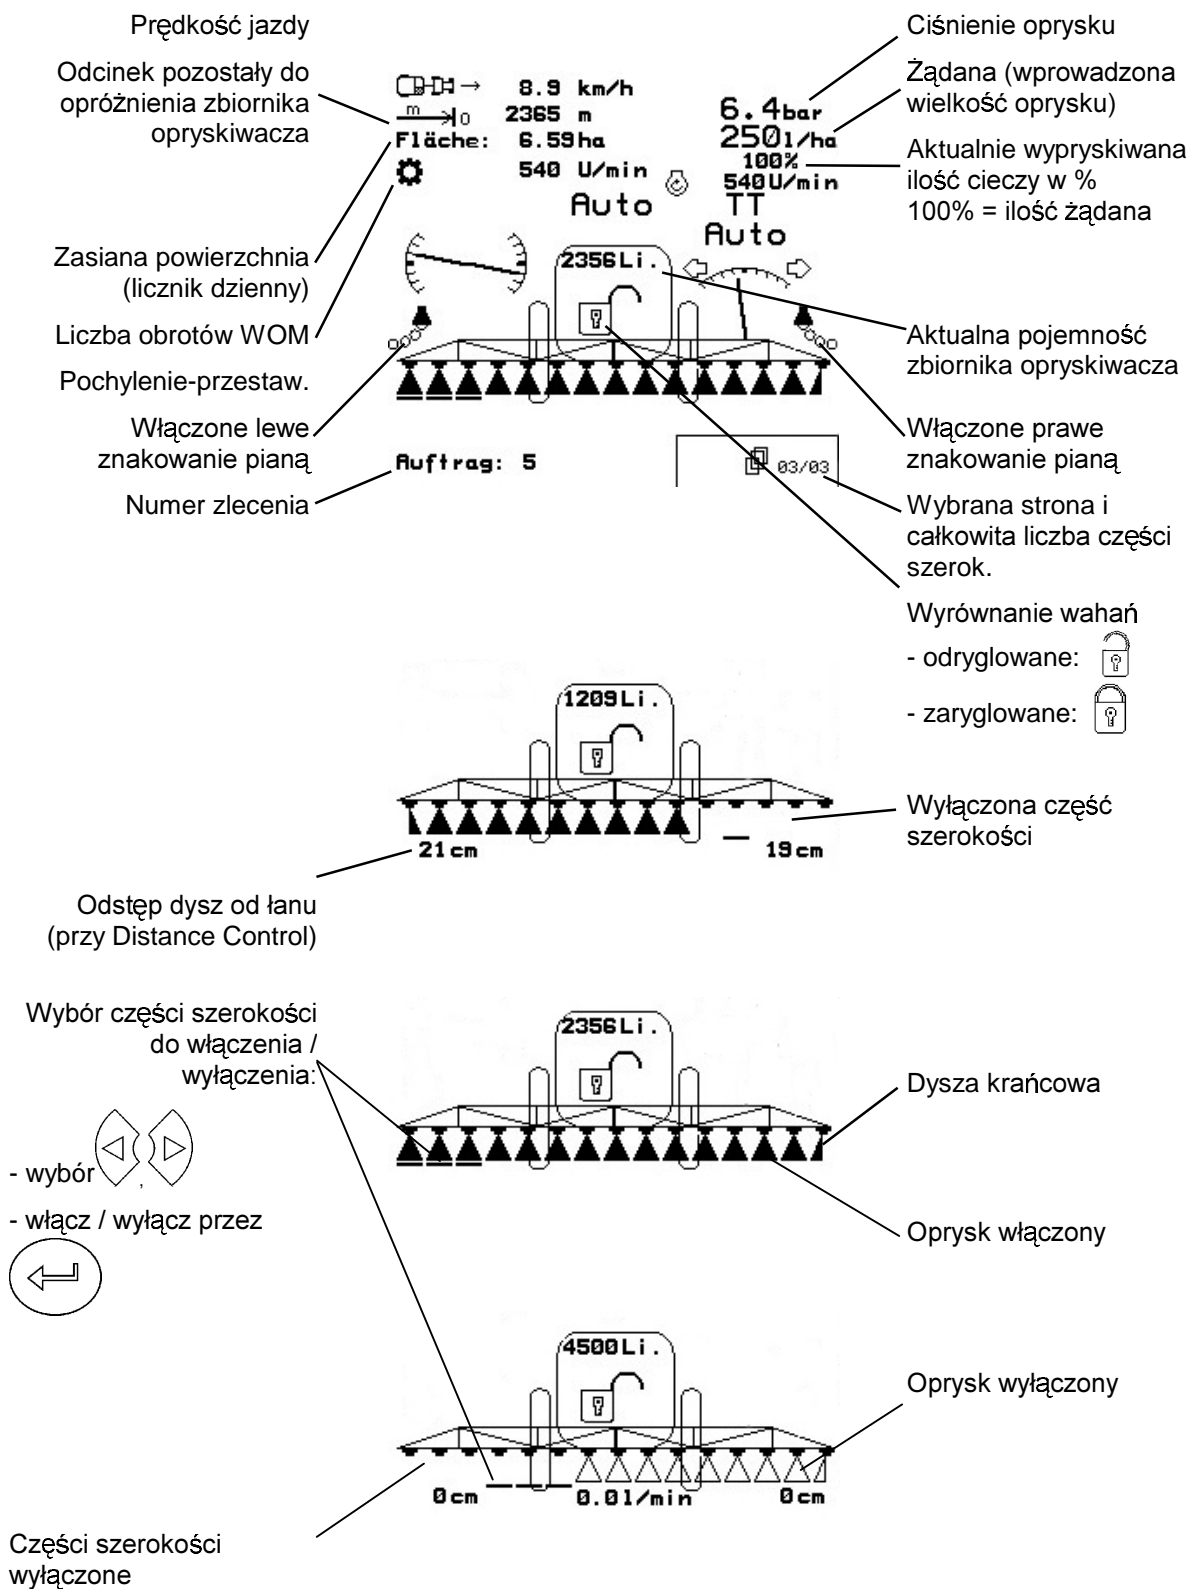 Prędkość jazdy
Odcinek pozostały do
opróżnienia zbiornika
opryskiwacza
Zasiana powierzchnia
(licznik dzienny)
Liczba obrotów WOM
Pochylenie-przestaw.
Włączone lewe
znakowanie pianą
Numer zlecenia
8.9 km/h
m 0 2365 m
Fläche: 6.59ha
540 U/min
Auto
6.4bar
250l/ha
100%
540U/min
TT
Auto
2356Li.
Auftrag: 5
03/03
Ciśnienie oprysku
Żądana (wprowadzona
wielkość oprysku)
Aktualnie wypryskiwana
ilość cieczy w %
100% = ilość żądana
Aktualna pojemność
zbiornika opryskiwacza
Włączone prawe
znakowanie pianą
Wybrana strona i
całkowita liczba części
szerok.
Wyrównanie wahań
- odryglowane:
- zaryglowane:
1209Li.
21cm
19cm
Wyłączona część
szerokości
Odstęp dysz od łanu
(przy Distance Control)
Wybór części szerokości
do włączenia /
wyłączenia:
- wybór ,
- włącz / wyłącz przez
2356Li.
Dysza krańcowa
Oprysk włączony
4500Li.
0cm
0.0l/min
0cm
Oprysk wyłączony
Części szerokości
wyłączone